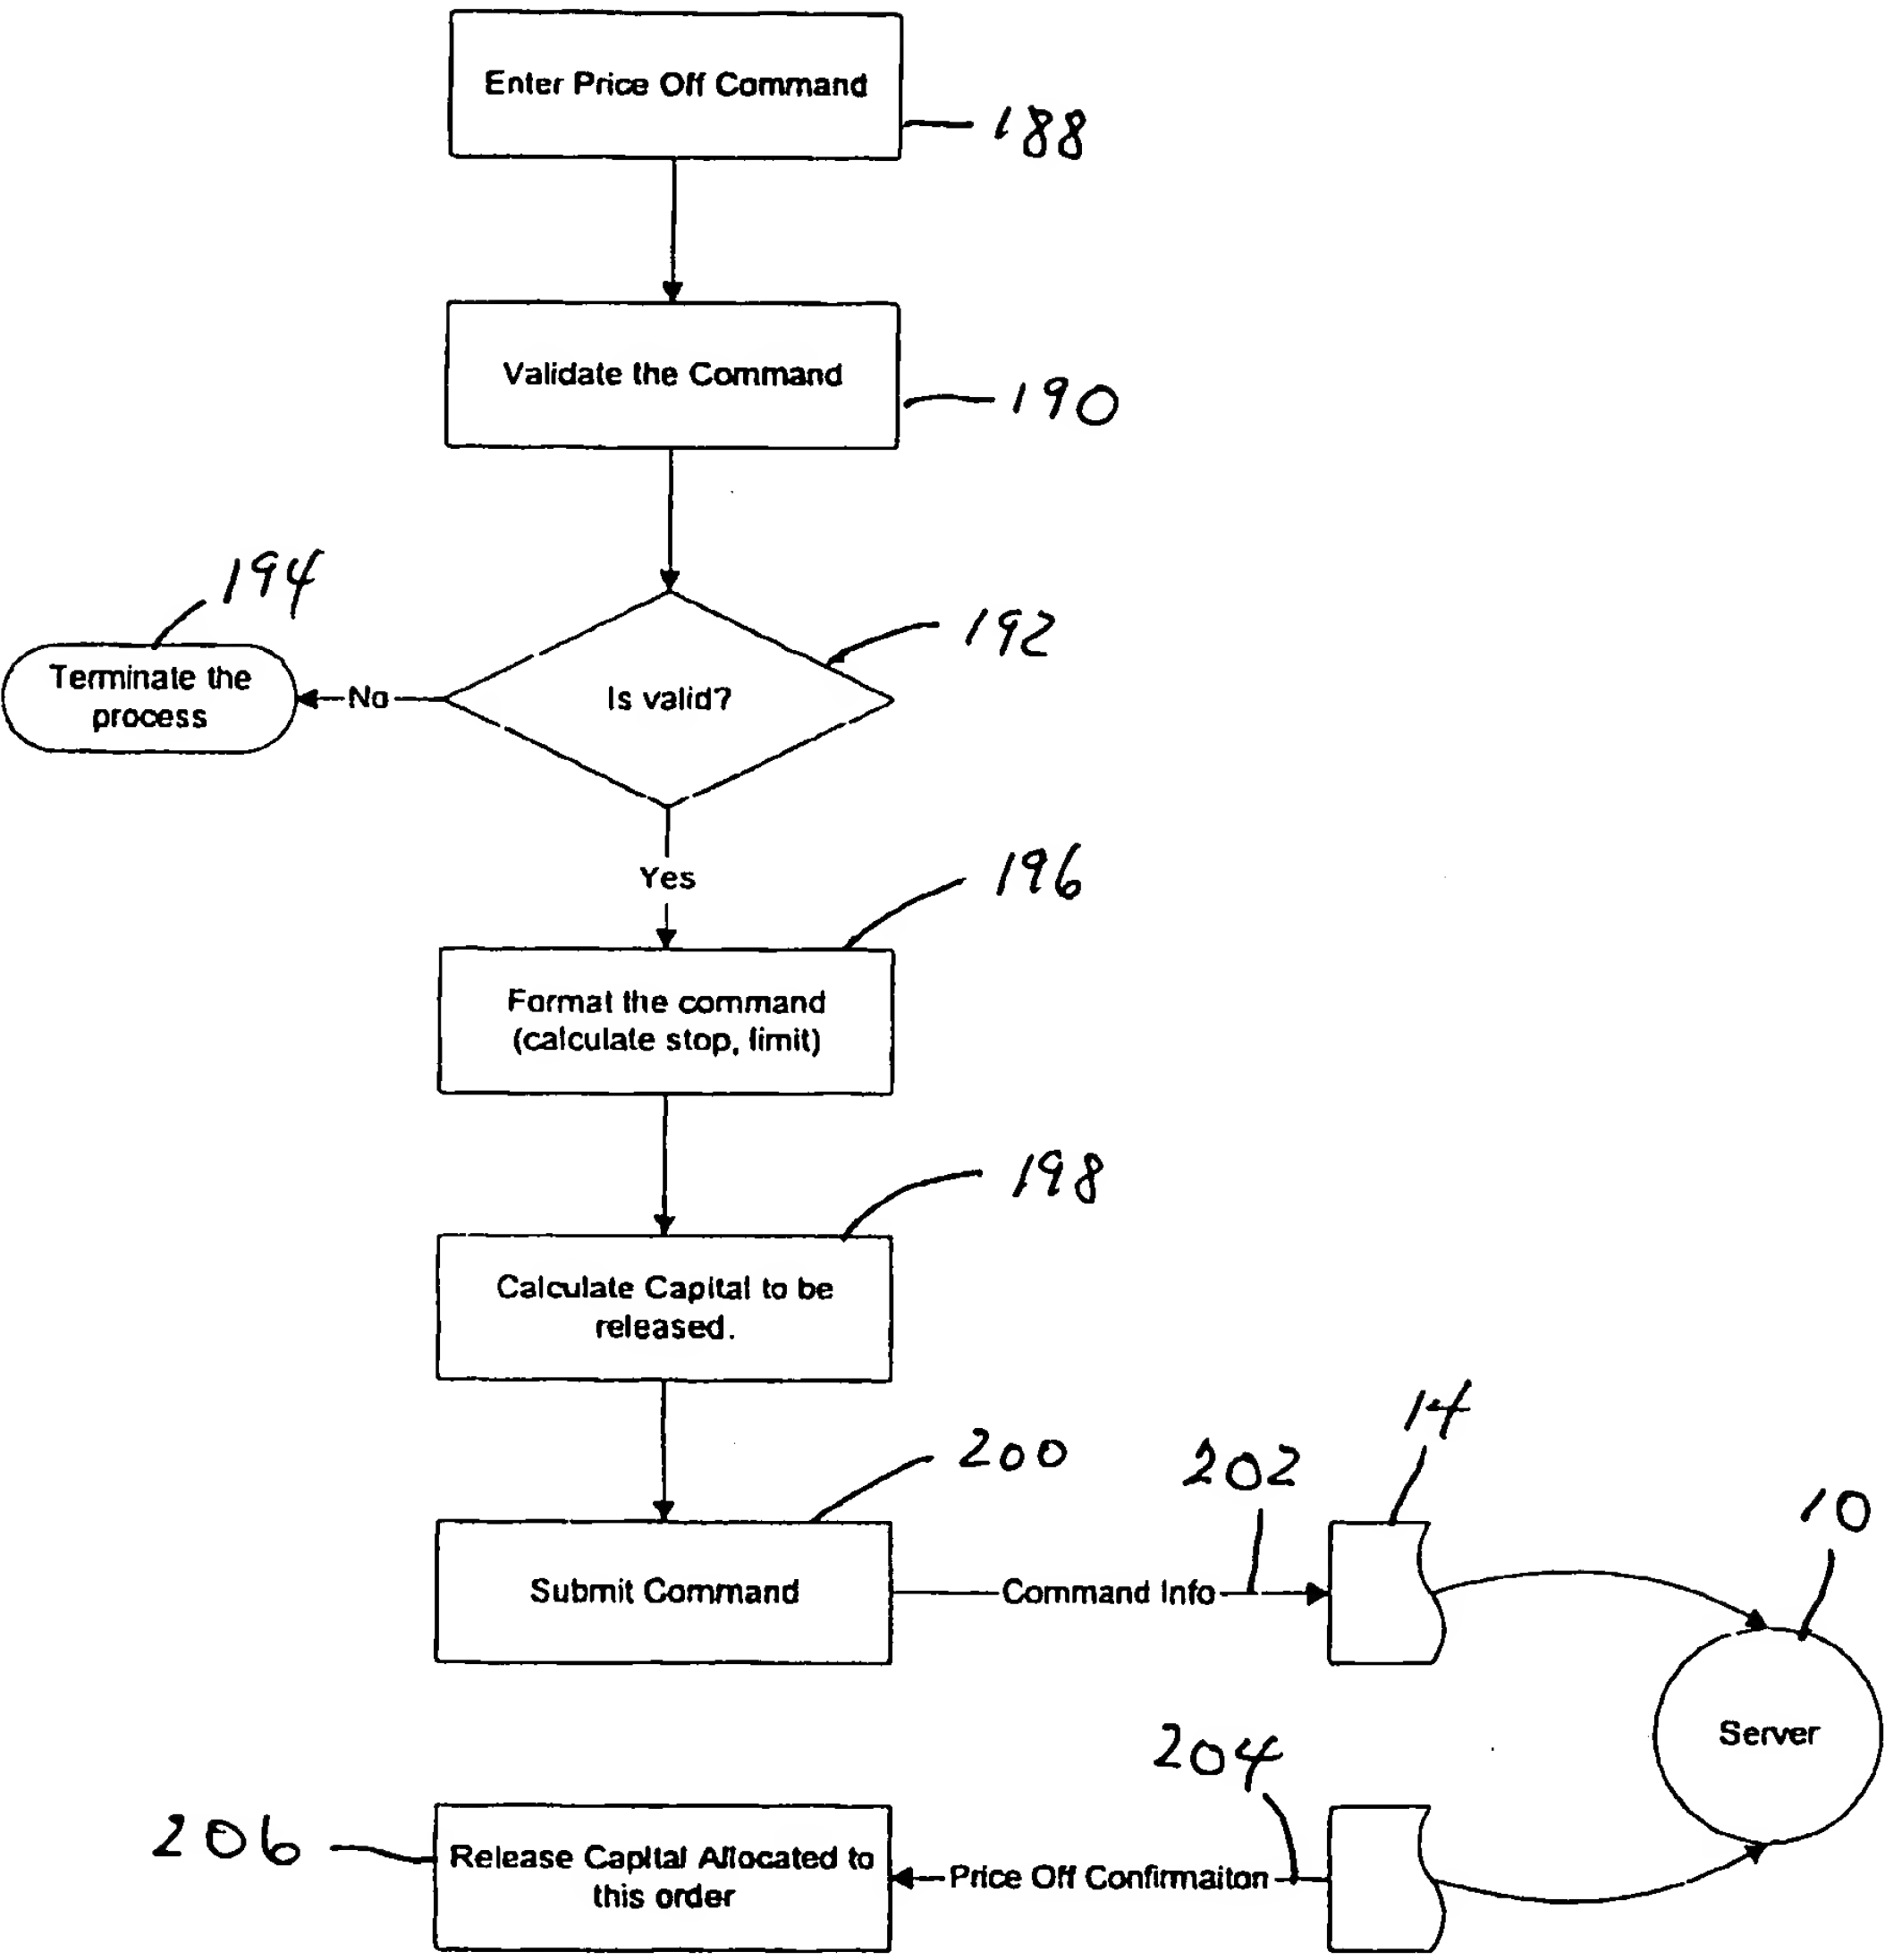 Enter Price Off Command
188
Validate the Command
190
194
192
Terminate the
process
No
Is valid?
Yes
196
Format the command
(calculate stop, limit)
198
Calculate Capital to be
released.
200
202
14
10
Submit Command
Command Info
Server
204
206
Release Capital Allocated to
this order
Price Off Confirmaiton